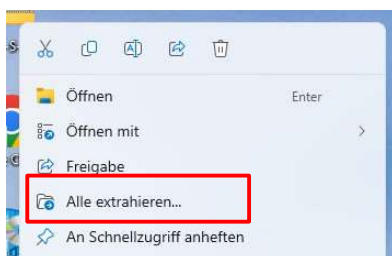 Öffnen Enter
Öffnen mit
Freigabe
Alle extrahieren...
An Schnellzugriff anheften